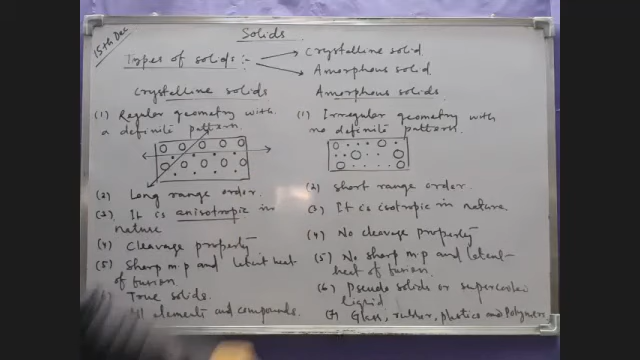 15th Dec
Solids
Types of solids :-
Crystalline solid
Amorphous solid
Crystalline solids
(1) Regular geometry with
a definite pattern.
(2) Long range order.
(3) It is anisotropic in
nature
(4) Cleavage property
(5) Sharp m.p and latent heat
of fusion.
True solids.
All elements and compounds.
Amorphous solids
(1) Irregular geometry with
no definite pattern.
(2) Short range order.
(3) It is isotropic in nature
(4) No cleavage property
(5) No sharp m.p and latent
heat of fusion.
(6) Pseudo solids or supercooled
liquid
(7) Glass, rubber, plastics and Polymers